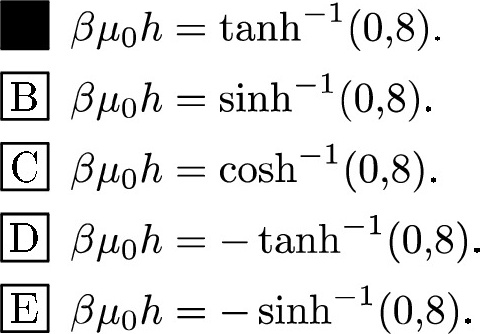 βμ₀h = tanh⁻¹(0,8).
B βμ₀h = sinh⁻¹(0,8).
C βμ₀h = cosh⁻¹(0,8).
D βμ₀h = − tanh⁻¹(0,8).
E βμ₀h = − sinh⁻¹(0,8).